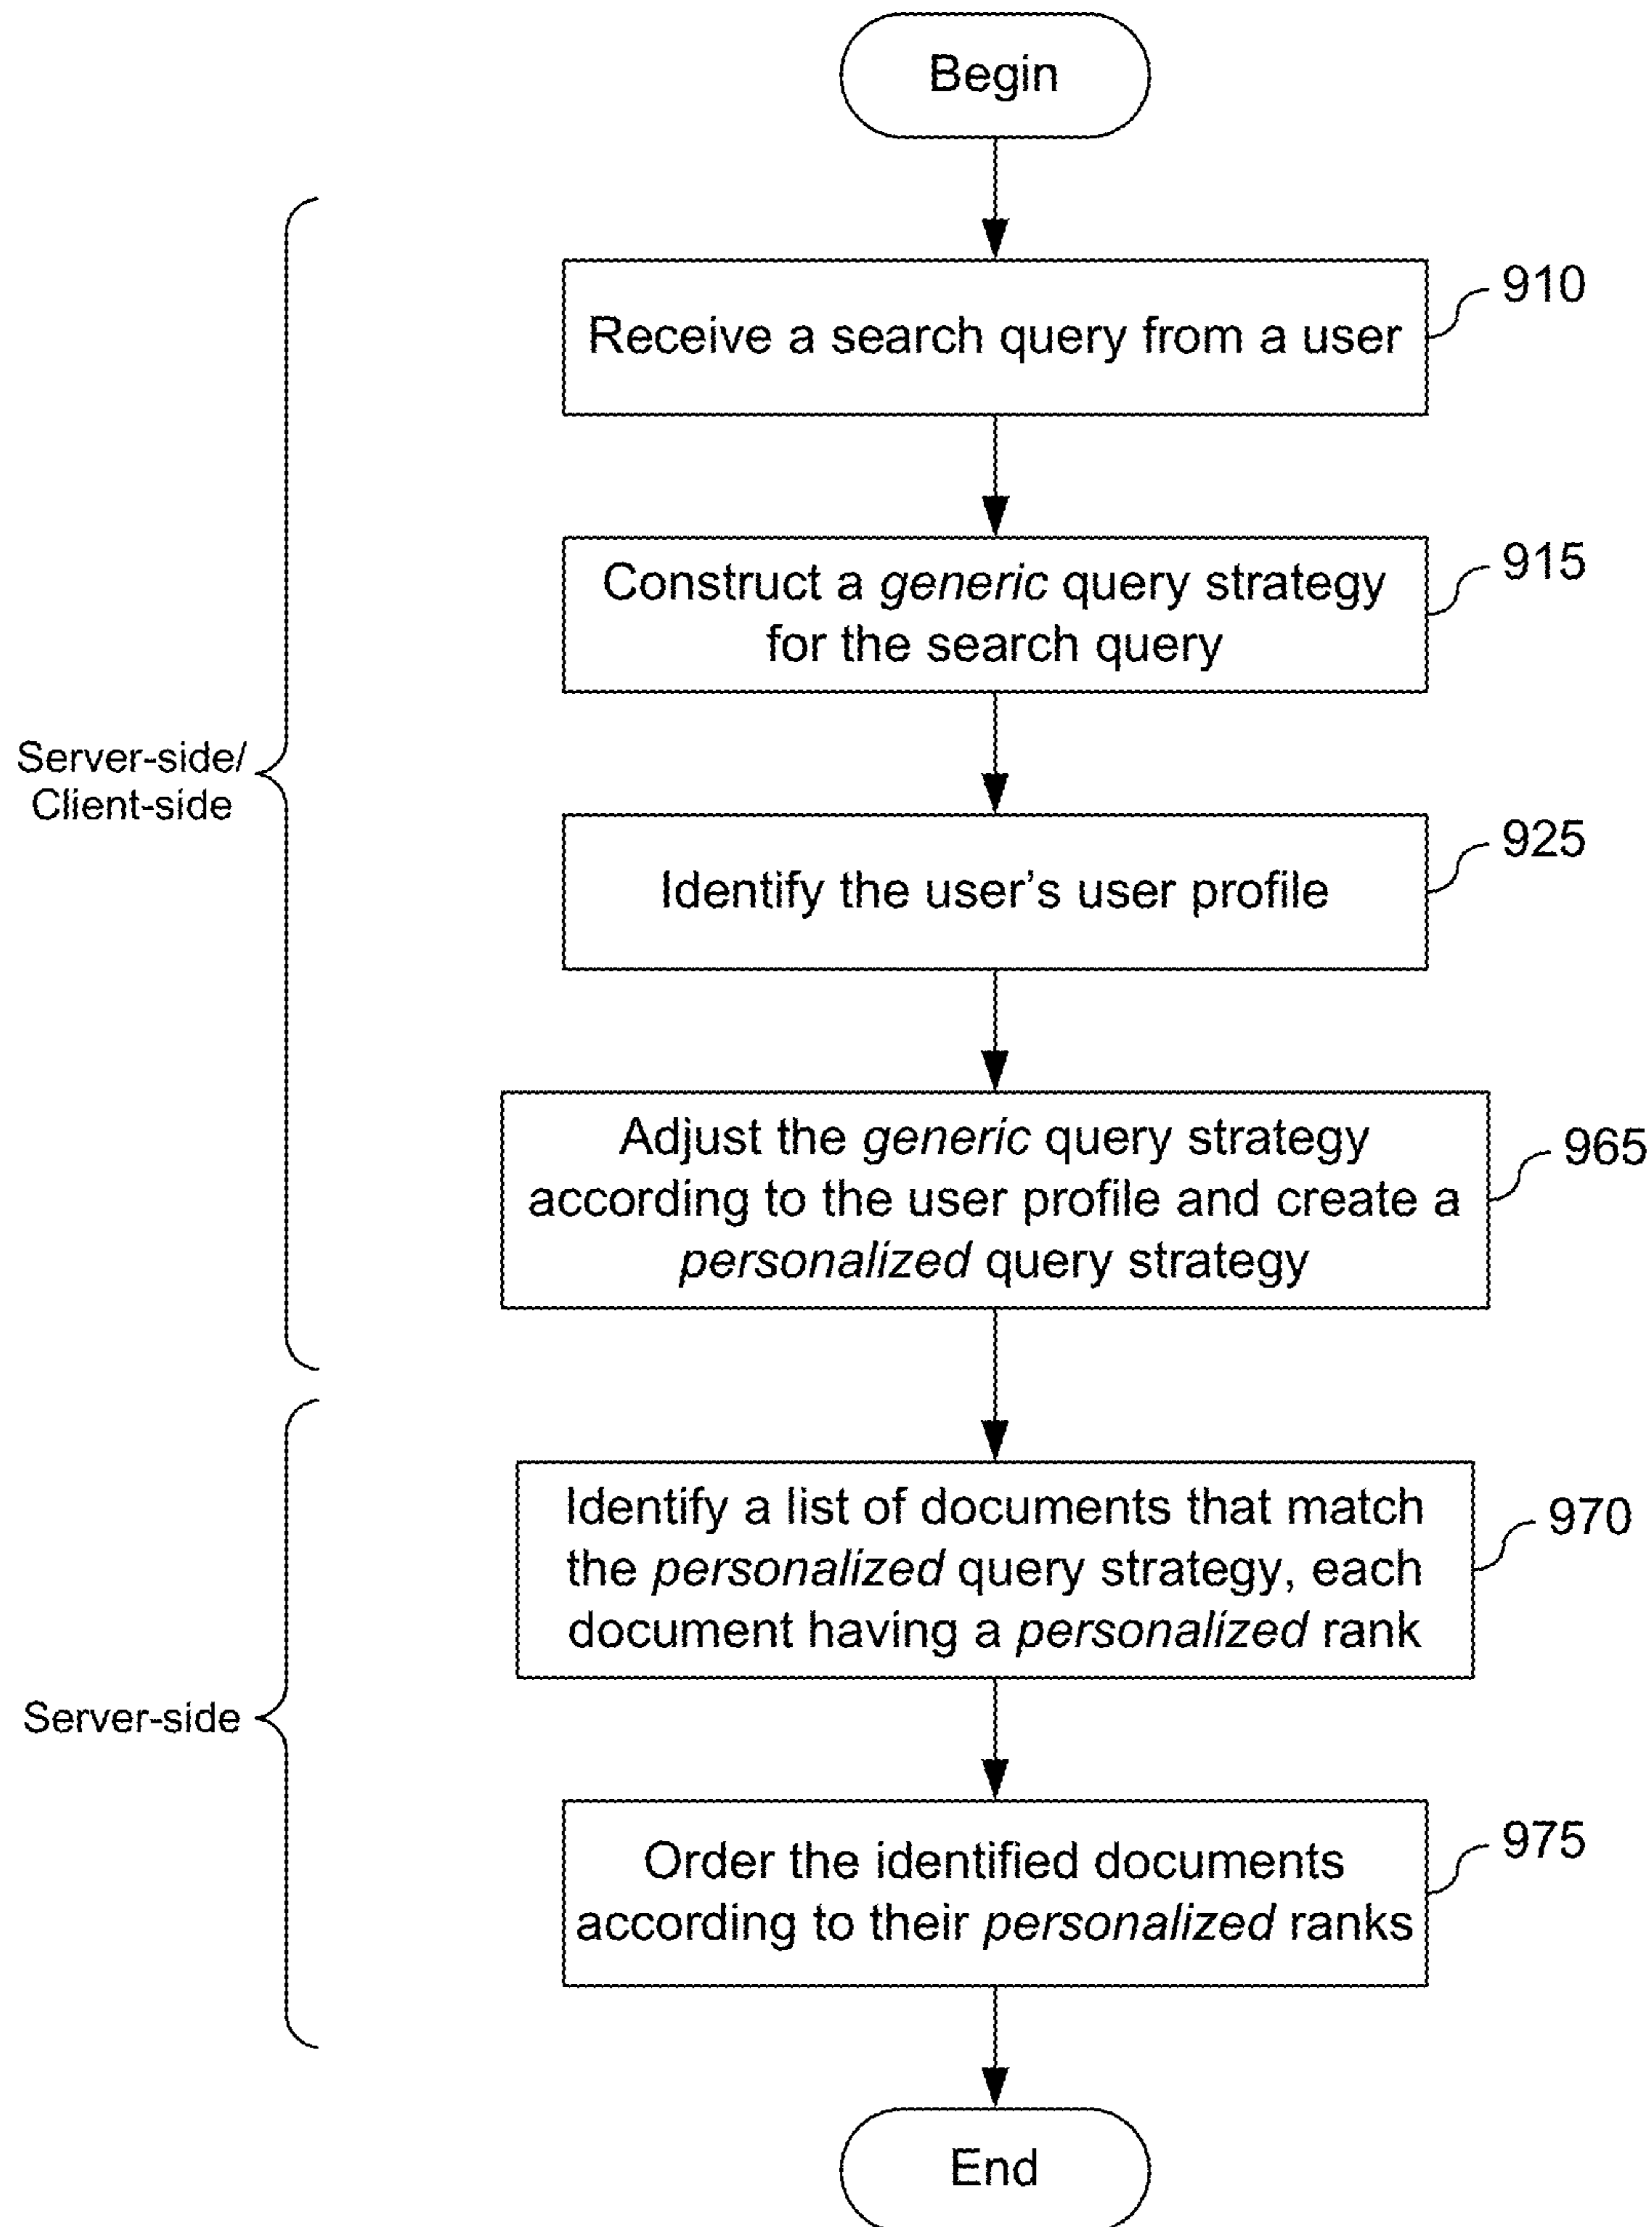 Begin
910
Receive a search query from a user
915
Construct a generic query strategy
for the search query
Server-side/
Client-side
925
Identify the user's user profile
965
Adjust the generic query strategy
according to the user profile and create a
personalized query strategy
970
Identify a list of documents that match
the personalized query strategy, each
document having a personalized rank
Server-side
975
Order the identified documents
according to their personalized ranks
End